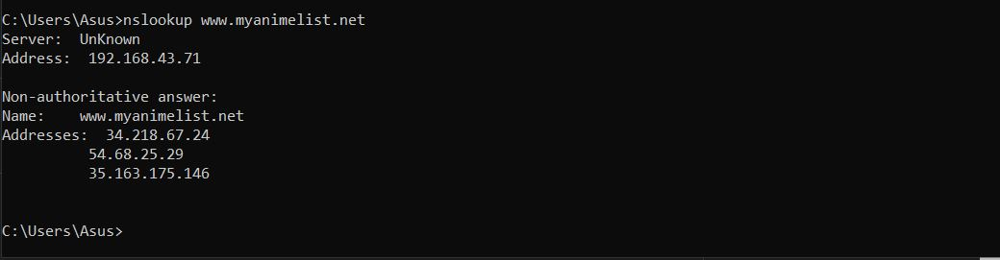 C:\Users\Asus>nslookup www.myanimelist.net
Server:  UnKnown
Address:  192.168.43.71
Non-authoritative answer:
Name:    www.myanimelist.net
Addresses:  34.218.67.24
54.68.25.29
35.163.175.146
C:\Users\Asus>